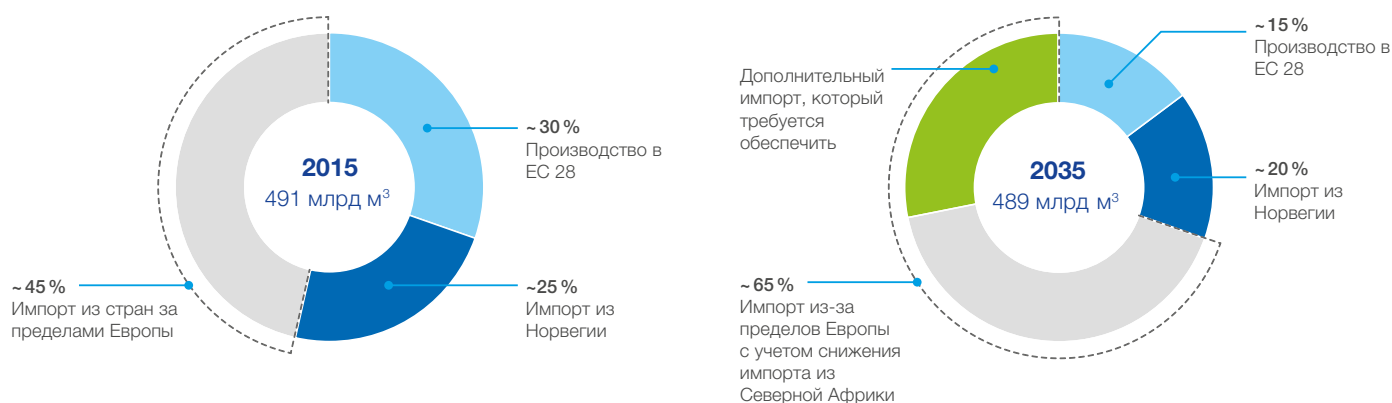 2015
491 млрд м³
~30 %
Производство в
ЕС 28
~25 %
Импорт из
Норвегии
~45 %
Импорт из стран за
пределами Европы
2035
489 млрд м³
~15 %
Производство в
ЕС 28
~20 %
Импорт из
Норвегии
~65 %
Импорт из-за
пределов Европы
с учетом снижения
импорта из
Северной Африки
Дополнительный
импорт, который
требуется
обеспечить